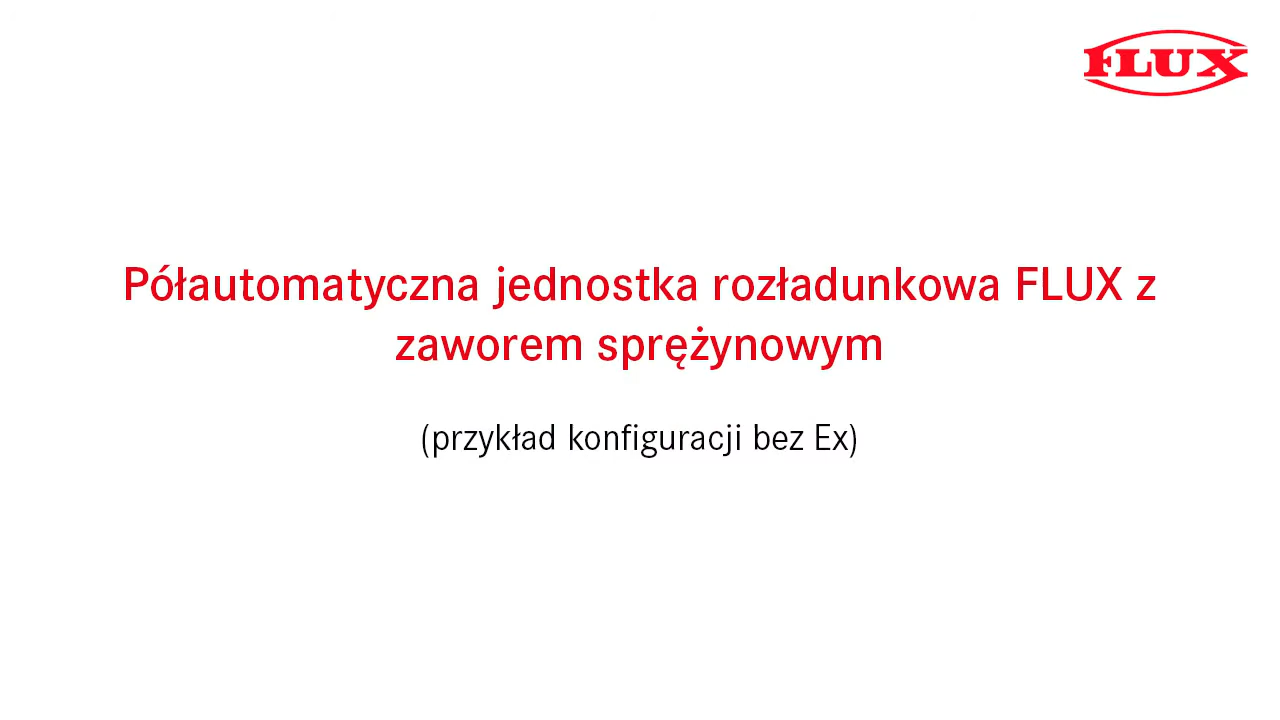 FLUX
Półautomatyczna jednostka rozładunkowa FLUX z
zaworem sprężynowym
(przykład konfiguracji bez Ex)